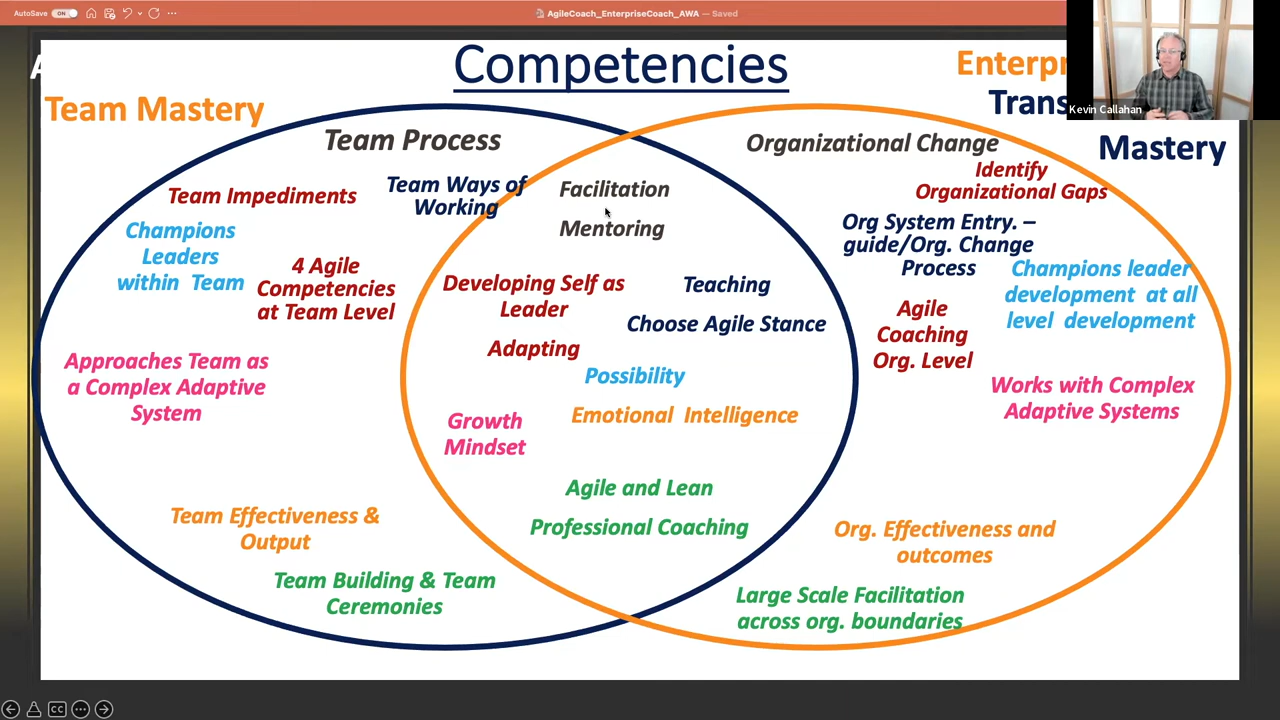 AutoSave ON
AgileCoach_EnterpriseCoach_AWA — Saved
Competencies
Team Mastery
Mastery
Kevin Callahan
Team Process
Team Impediments
Team Ways of
Working
Champions
Leaders
within Team
4 Agile
Competencies
at Team Level
Approaches Team as
a Complex Adaptive
System
Team Effectiveness &
Output
Team Building & Team
Ceremonies
Facilitation
Mentoring
Developing Self as
Leader
Teaching
Choose Agile Stance
Adapting
Possibility
Emotional Intelligence
Growth
Mindset
Agile and Lean
Professional Coaching
Organizational Change
Identify
Organizational Gaps
Org System Entry. –
guide/Org. Change
Process
Champions leader
development at all
level development
Agile
Coaching
Org. Level
Works with Complex
Adaptive Systems
Org. Effectiveness and
outcomes
Large Scale Facilitation
across org. boundaries
CC